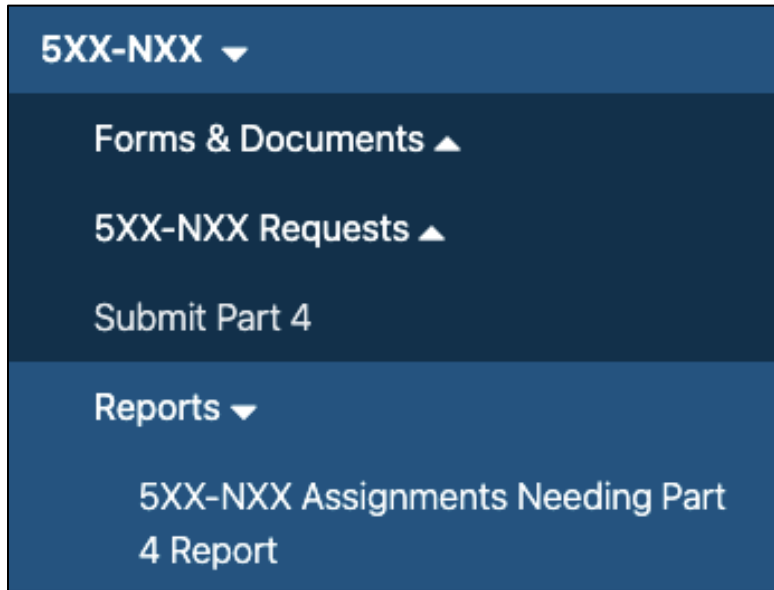 5XX-NXX
Forms & Documents
5XX-NXX Requests
Submit Part 4
Reports
5XX-NXX Assignments Needing Part
4 Report